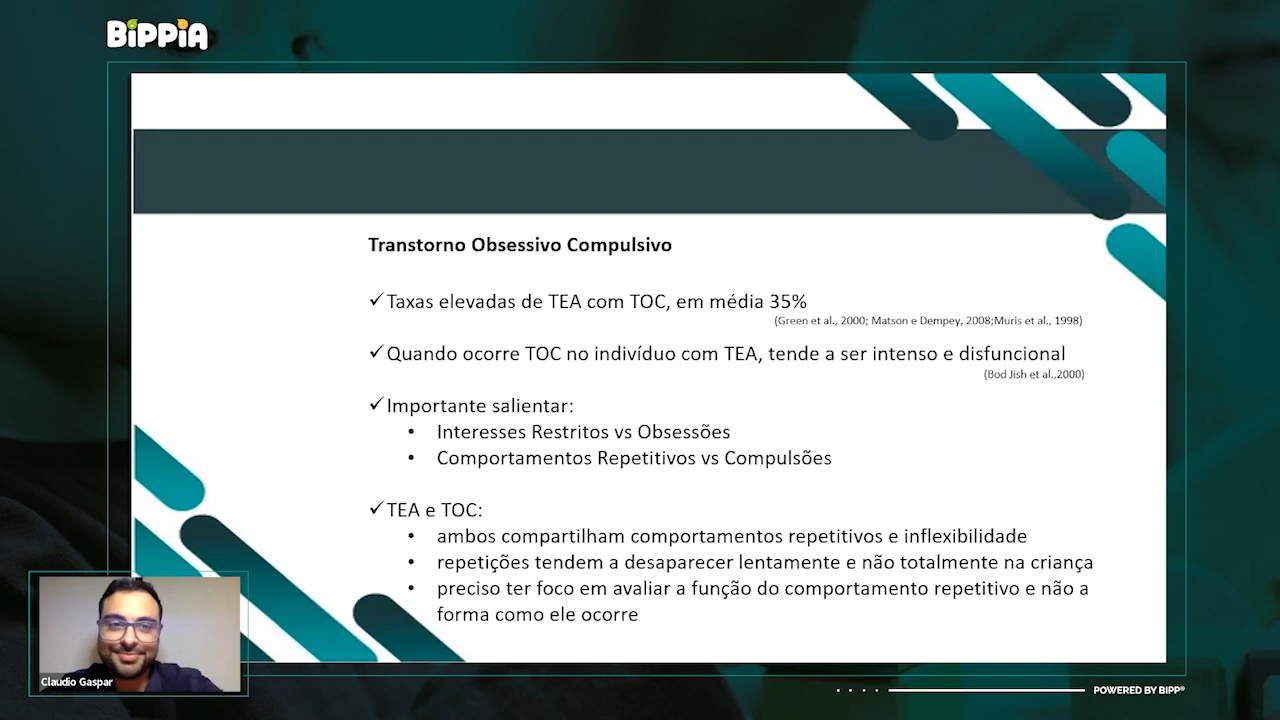 BiPPiA
Transtorno Obsessivo Compulsivo
✓Taxas elevadas de TEA com TOC, em média 35%
(Green et al., 2000; Matson e Dempey, 2008;Muris et al., 1998)
✓Quando ocorre TOC no indivíduo com TEA, tende a ser intenso e disfuncional
(Bod Jish et al.,2000)
✓Importante salientar:
• Interesses Restritos vs Obsessões
• Comportamentos Repetitivos vs Compulsões
✓TEA e TOC:
• ambos compartilham comportamentos repetitivos e inflexibilidade
• repetições tendem a desaparecer lentamente e não totalmente na criança
• preciso ter foco em avaliar a função do comportamento repetitivo e não a
forma como ele ocorre
Claudio Gaspar
POWERED BY BIPP®